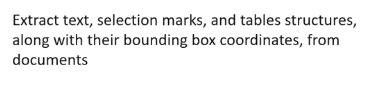 Extract text, selection marks, and tables structures,
along with their bounding box coordinates, from
documents